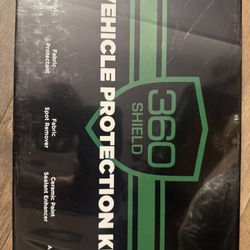 360
SHIELD
VEHICLE PROTECTION K
Fabric
Protectant
Fabric
Spot Remover
Ceramic Paint
Sealant Enhancer